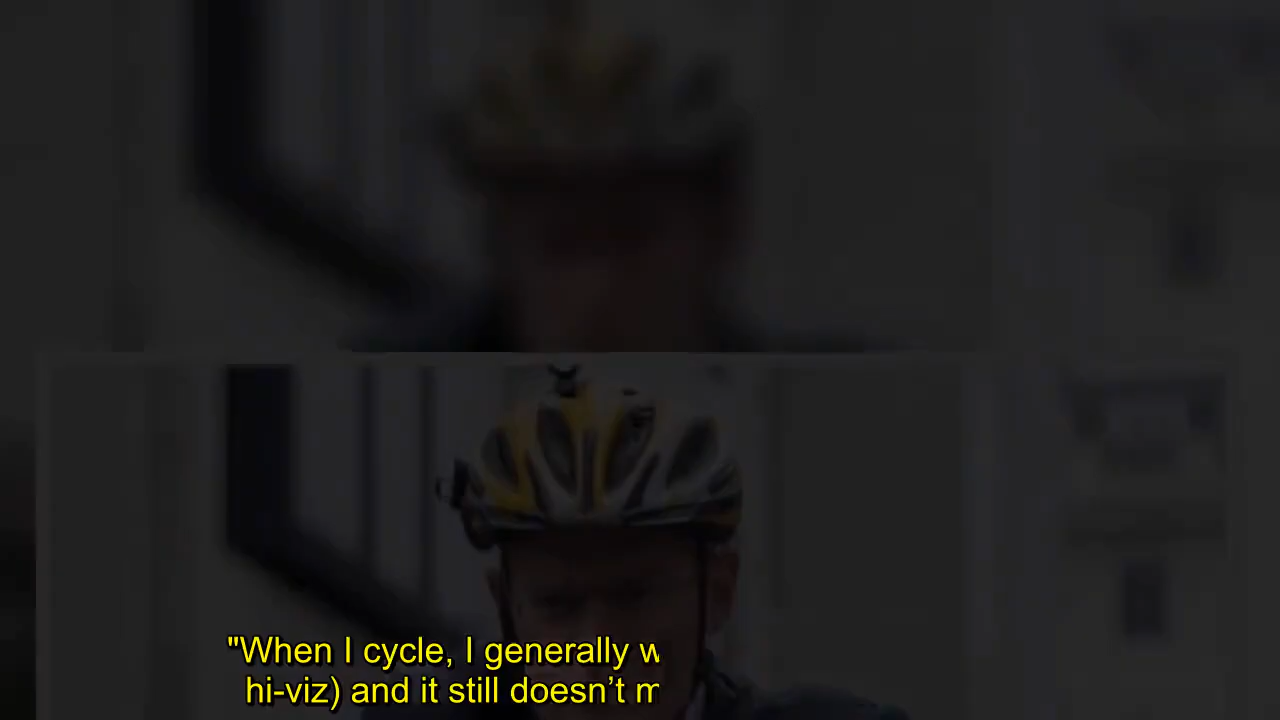 "When I cycle, I generally
hi-viz) and it still doesn’t